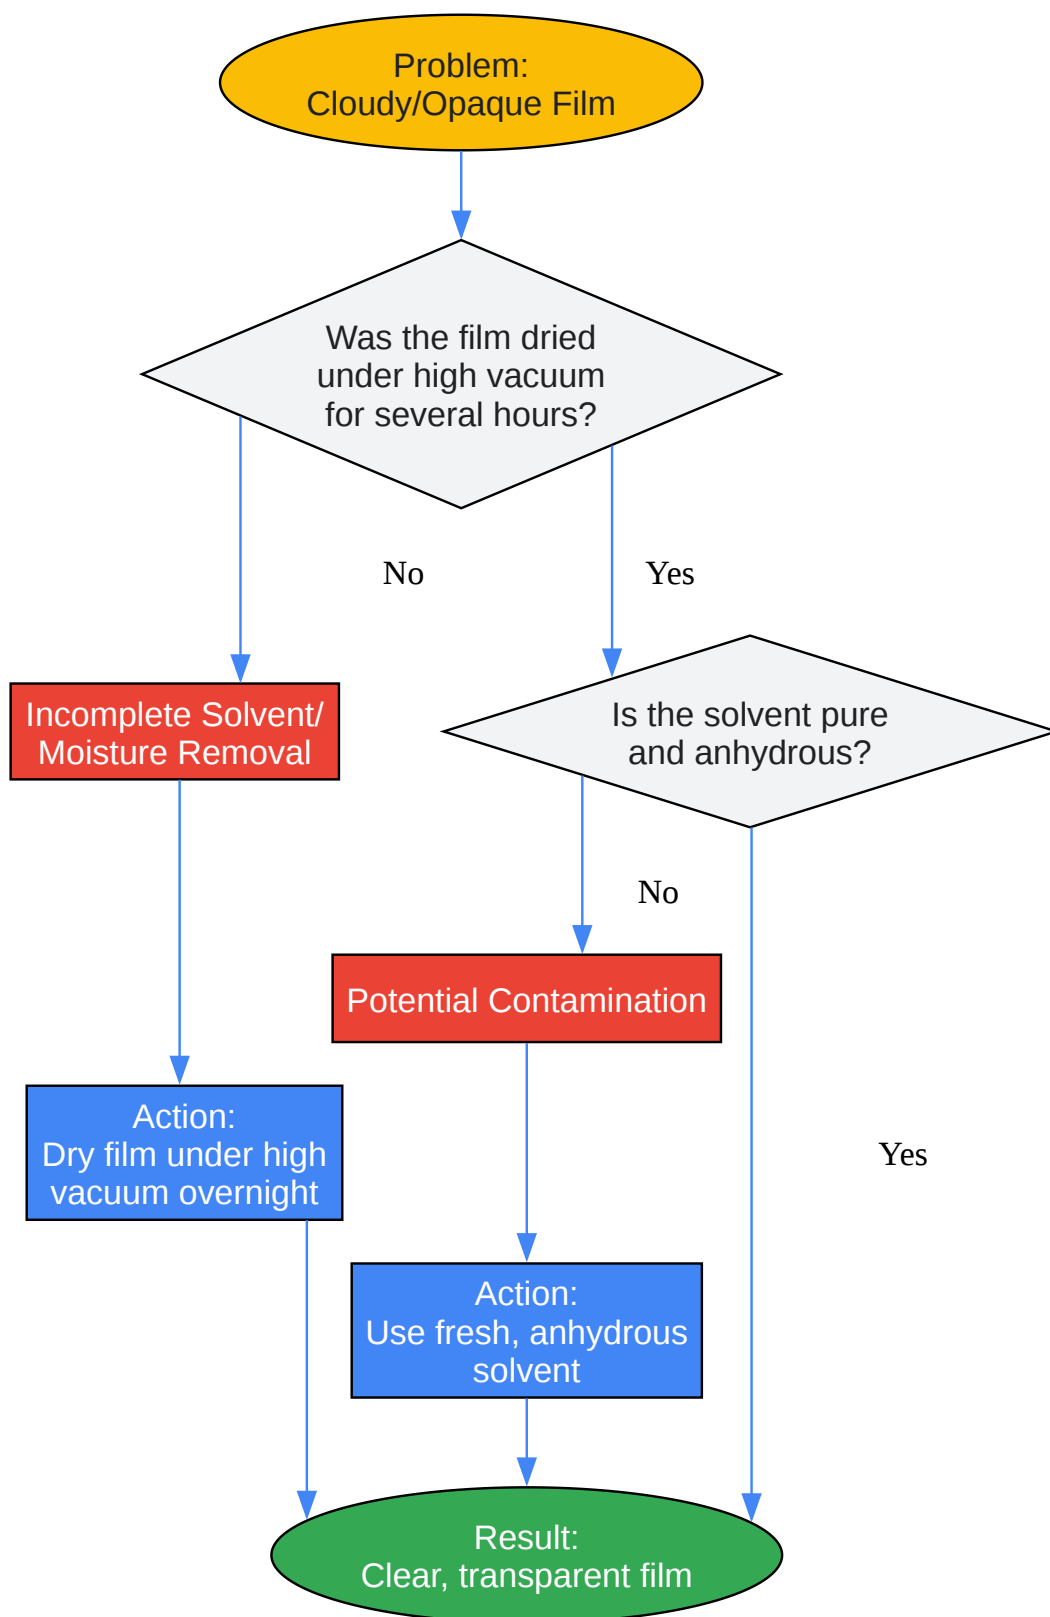 Problem:
Cloudy/Opaque Film
Was the film dried
under high vacuum
for several hours?
No
Yes
Incomplete Solvent/
Moisture Removal
Is the solvent pure
and anhydrous?
No
Potential Contamination
Action:
Dry film under high
vacuum overnight
Yes
Action:
Use fresh, anhydrous
solvent
Result:
Clear, transparent film